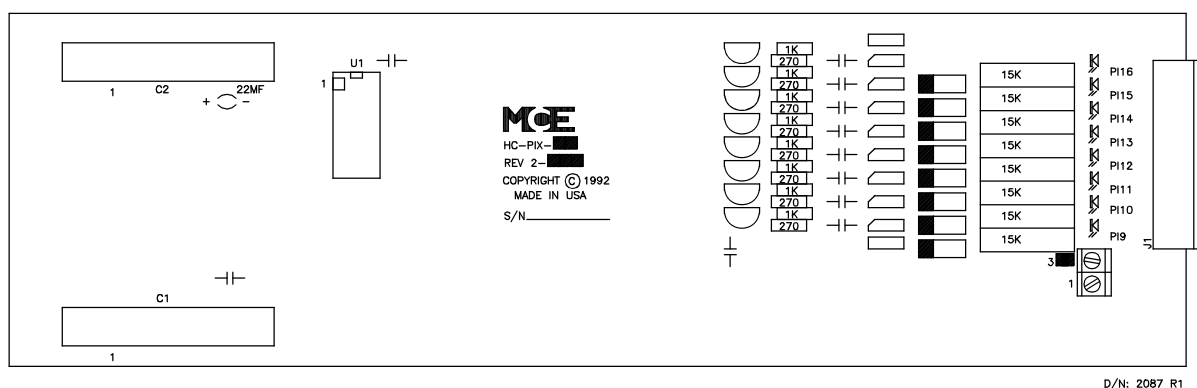 1
C2
22MF
+
-
U1
1
MCE
HC-PIX-
REV 2-
COPYRIGHT © 1992
MADE IN USA
S/N
C1
1
1K
270
1K
270
1K
270
1K
270
1K
270
1K
270
1K
270
1K
270
15K
15K
15K
15K
15K
15K
15K
15K
PI16
PI15
PI14
PI13
PI12
PI11
PI10
PI9
J1
3
1
D/N: 2087 R1